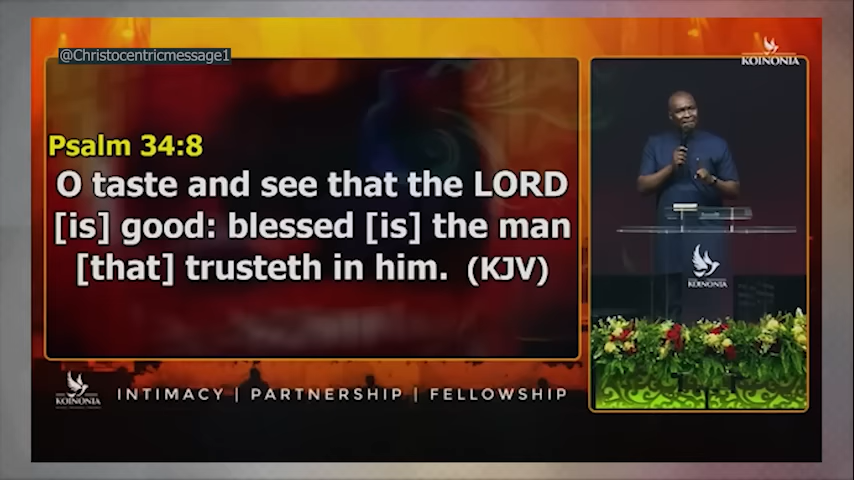 @Christocentricmessage1
KOINONIA
Psalm 34:8
O taste and see that the LORD
[is] good: blessed [is] the man
[that] trusteth in him. (KJV)
KOINONIA
KOINONIA
INTIMACY | PARTNERSHIP | FELLOWSHIP